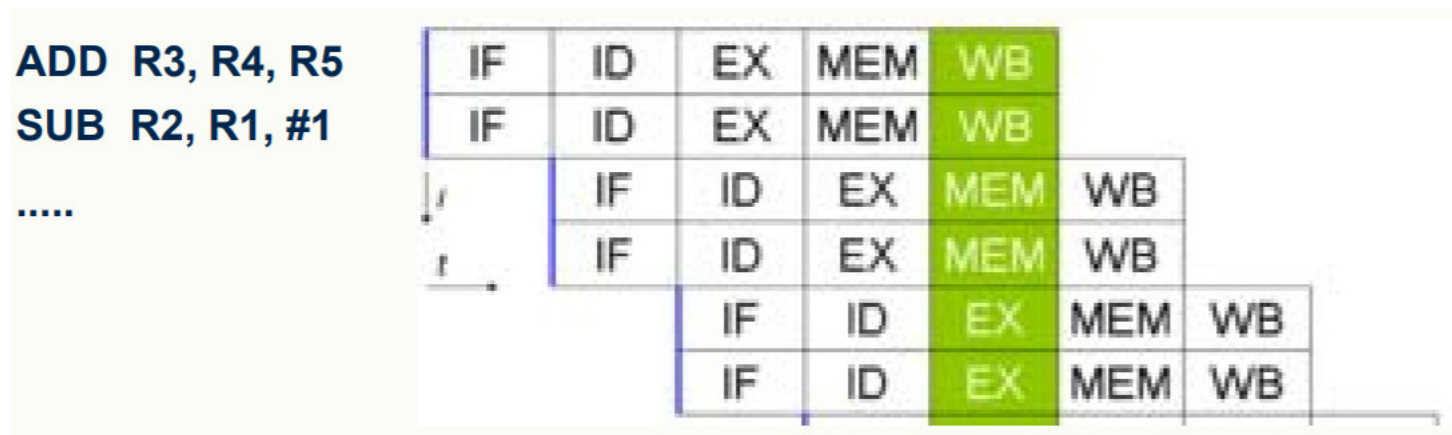 ADD R3, R4, R5 IF ID EX MEM WB
SUB R2, R1, #1 IF ID EX MEM WB
i IF ID EX MEM WB
.....
t IF ID EX MEM WB
IF ID EX MEM WB
IF ID EX MEM WB